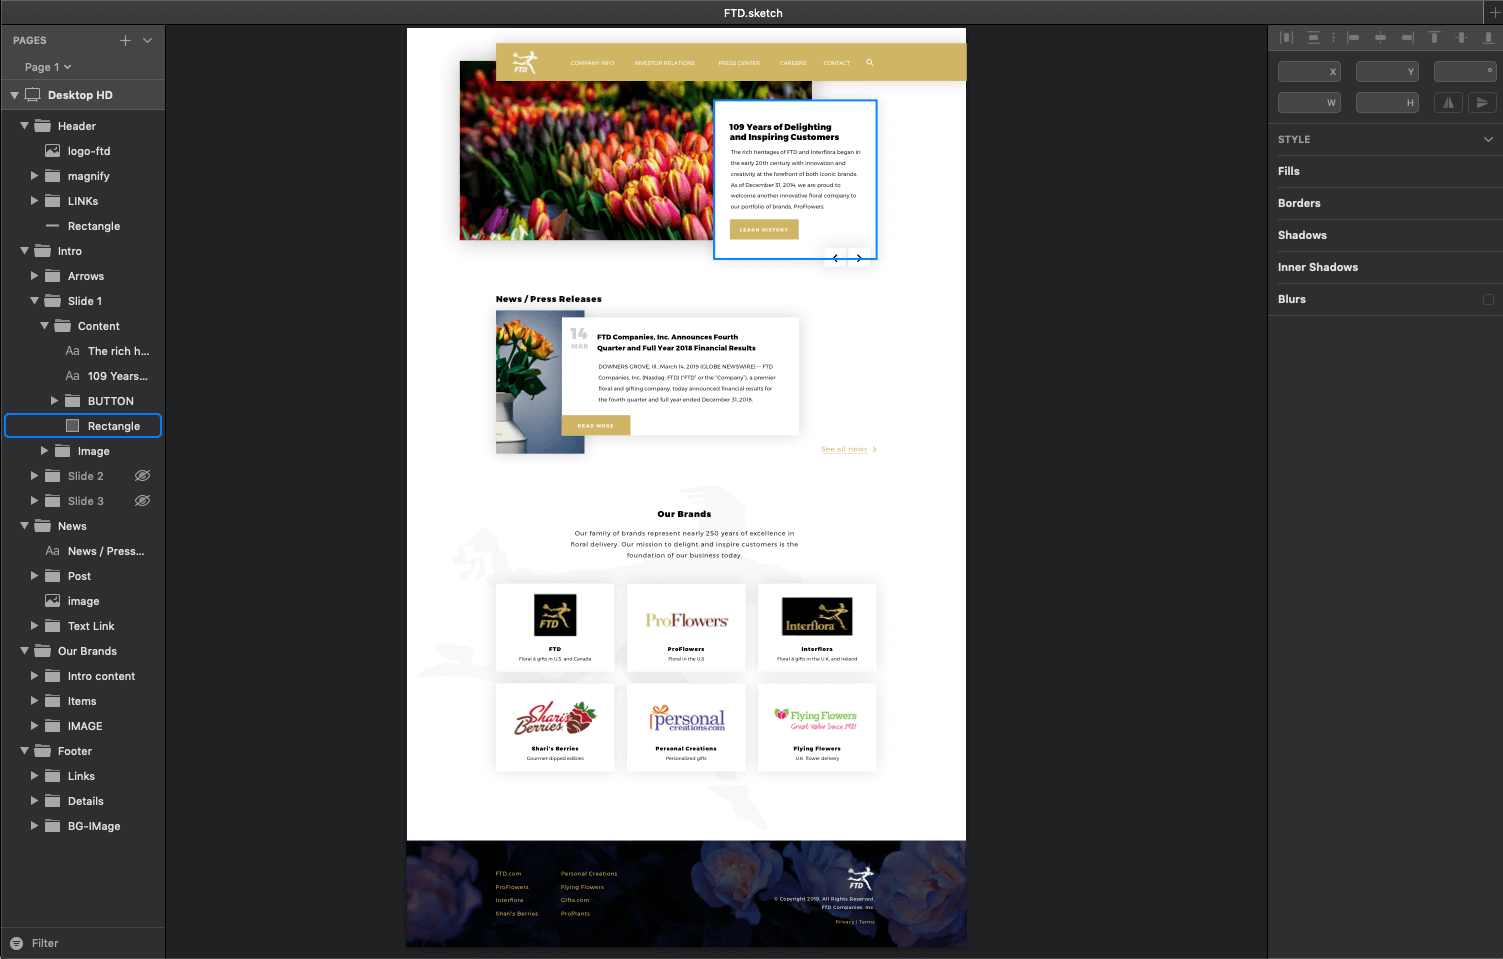 FTD.sketch
PAGES
Page 1
Desktop HD
Header
logo-ftd
magnify
LINKs
Rectangle
Intro
Arrows
Slide 1
Content
Aa The rich h...
Aa 109 Years...
BUTTON
Rectangle
Image
Slide 2
Slide 3
News
Aa News / Press...
Post
image
Text Link
Our Brands
Intro content
Items
IMAGE
Footer
Links
Details
BG-IMage
Filter
FTD
COMPANY INFO INVESTOR RELATIONS PRESS CENTER CAREERS CONTACT
109 Years of Delighting
and Inspiring Customers
The rich heritages of FTD and Interflora began in
the early 20th century with innovation and
creativity at the forefront of both iconic brands.
As of December 31, 2014, we are proud to
welcome another innovative floral company to
our portfolio of brands, ProFlowers.
LEARN HISTORY
News / Press Releases
14
MAR
FTD Companies, Inc. Announces Fourth
Quarter and Full Year 2018 Financial Results
DOWNERS GROVE, Ill., March 14, 2019 (GLOBE NEWSWIRE) -- FTD
Companies, Inc. (Nasdaq: FTD) ("FTD" or the "Company"), a premier
floral and gifting company, today announced financial results for
the fourth quarter and full year ended December 31, 2018.
READ MORE
See all news
Our Brands
Our family of brands represent nearly 250 years of excellence in
floral delivery. Our mission to delight and inspire customers is the
foundation of our business today.
FTD
FTD
Floral & gifts in U.S. and Canada
ProFlowers
ProFlowers
Floral in the U.S
Interflora
Interflora
Floral & gifts in the U.K. and Ireland
Shari's
Berries
Shari's Berries
Gourmet-dipped edibles
personal
creations.com
Personal Creations
Personalized gifts
Flying Flowers
Great Value Since 1981
Flying Flowers
U.K. flower delivery
FTD.com
ProFlowers
Interflora
Shari's Berries
Personal Creations
Flying Flowers
Gifts.com
ProPlants
FTD
© Copyright 2019. All Rights Reserved.
FTD Companies, Inc.
Privacy | Terms
X
Y
°
W
H
STYLE
Fills
Borders
Shadows
Inner Shadows
Blurs